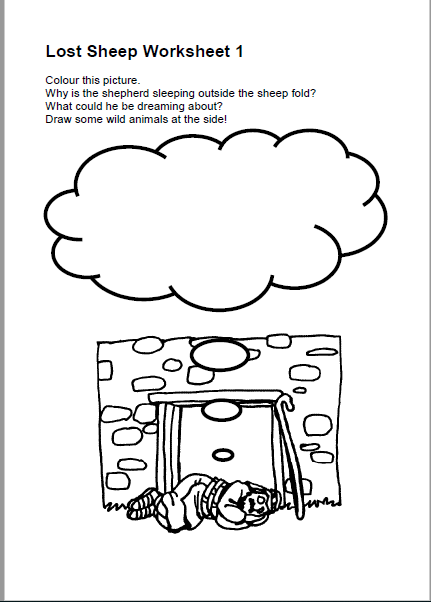 Lost Sheep Worksheet 1
Colour this picture.
Why is the shepherd sleeping outside the sheep fold?
What could he be dreaming about?
Draw some wild animals at the side!